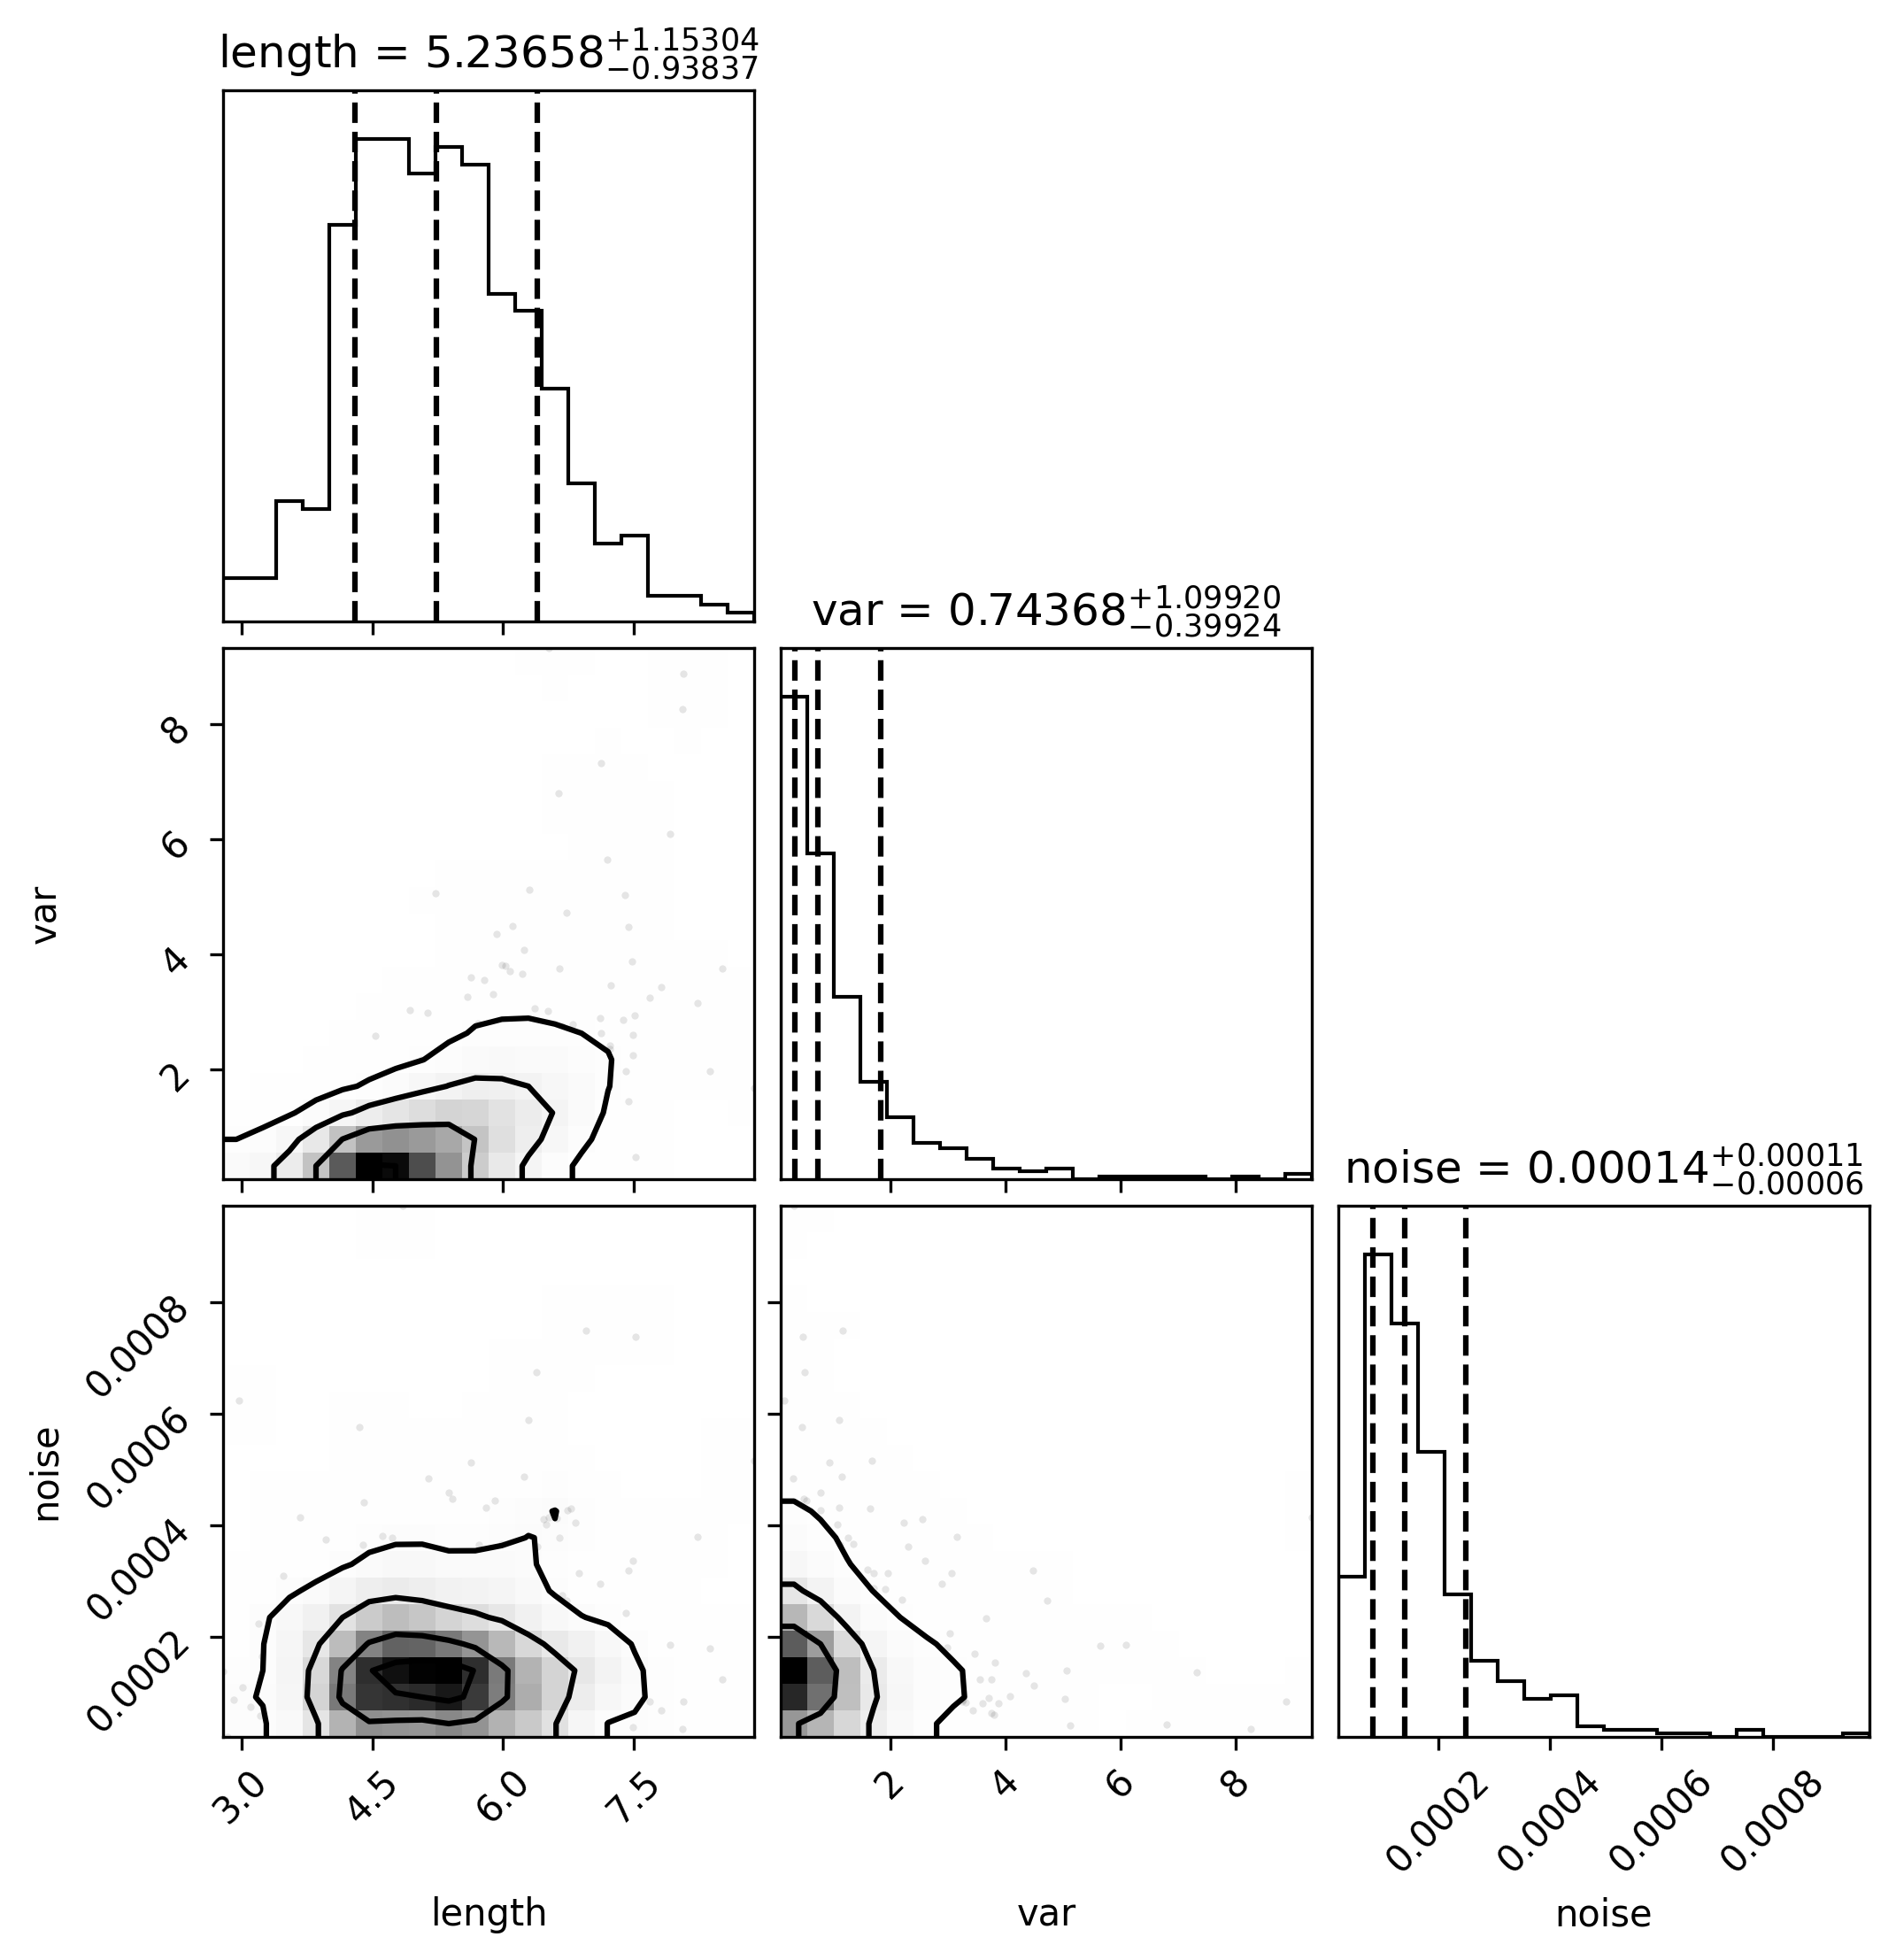 length = 5.23658 +1.15304 −0.93837
var = 0.74368 +1.09920 −0.39924
8
6
4
2
var
noise = 0.00014 +0.00011 −0.00006
0.0008
0.0006
0.0004
0.0002
noise
3.0 4.5 6.0 7.5
2 4 6 8
0.0002 0.0004 0.0006 0.0008
length var noise